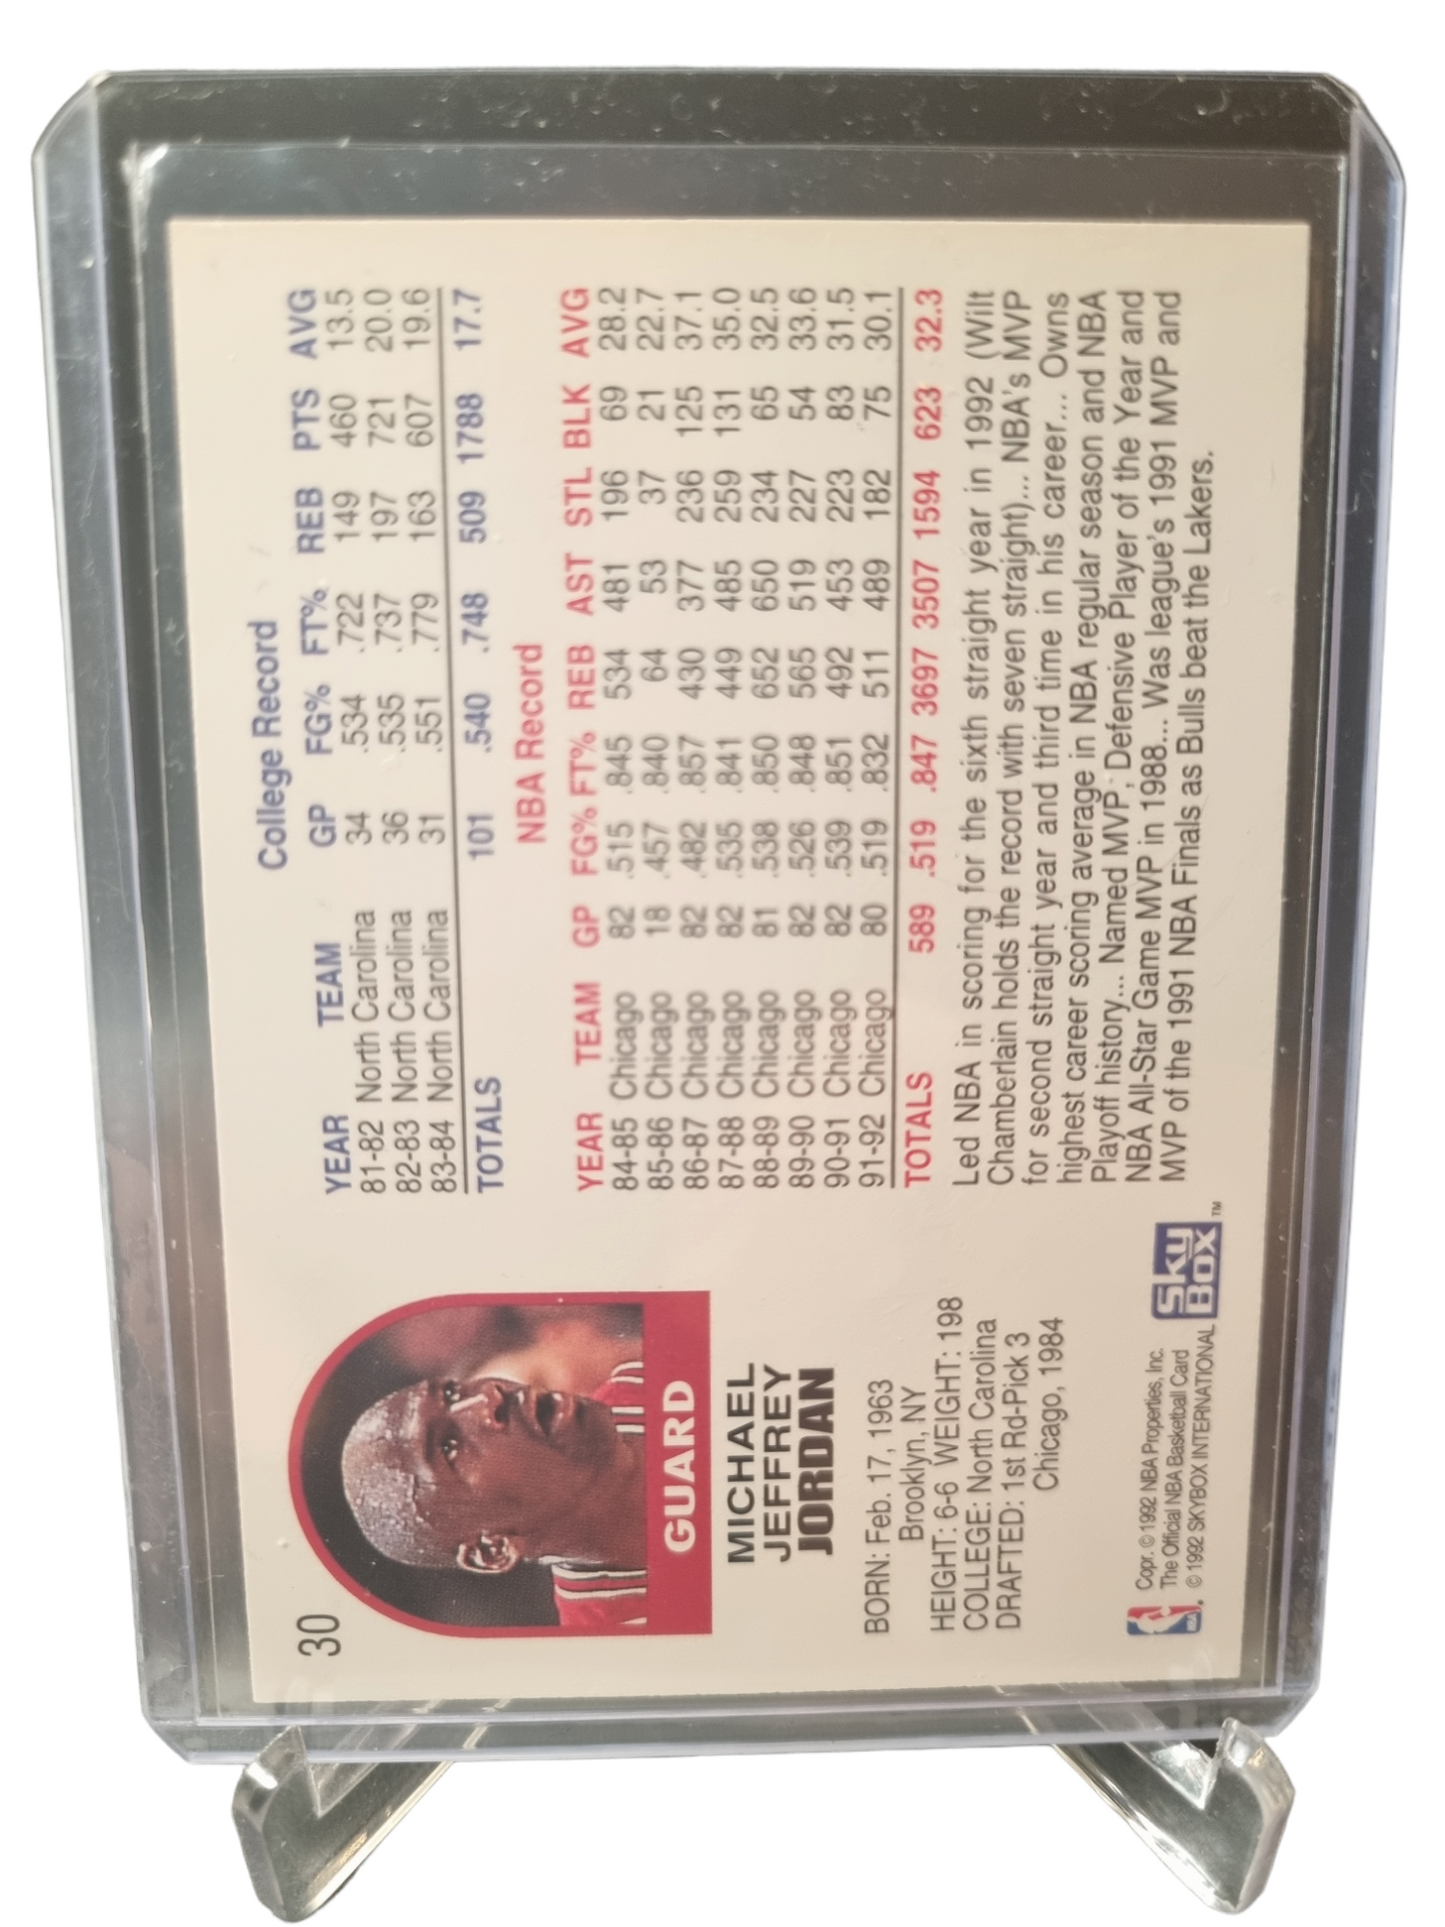 30
GUARD
MICHAEL
JEFFREY
JORDAN
BORN: Feb. 17, 1963
Brooklyn, NY
HEIGHT: 6-6 WEIGHT: 198
COLLEGE: North Carolina
DRAFTED: 1st Rd-Pick 3
Chicago, 1984
Copr. © 1992 NBA Properties, Inc.
The Official NBA Basketball Card
© 1992 SKYBOX INTERNATIONAL
NBA
SKY
BOX ™
College Record
YEAR TEAM GP FG% FT% REB PTS AVG
81-82 North Carolina 34 .534 .722 149 460 13.5
82-83 North Carolina 36 .535 .737 197 721 20.0
83-84 North Carolina 31 .551 .779 163 607 19.6
TOTALS 101 .540 .748 509 1788 17.7
NBA Record
YEAR TEAM GP FG% FT% REB AST STL BLK AVG
84-85 Chicago 82 .515 .845 534 481 196 69 28.2
85-86 Chicago 18 .457 .840 64 53 37 21 22.7
86-87 Chicago 82 .482 .857 430 377 236 125 37.1
87-88 Chicago 82 .535 .841 449 485 259 131 35.0
88-89 Chicago 81 .538 .850 652 650 234 65 32.5
89-90 Chicago 82 .526 .848 565 519 227 54 33.6
90-91 Chicago 82 .539 .851 492 453 223 83 31.5
91-92 Chicago 80 .519 .832 511 489 182 75 30.1
TOTALS 589 .519 .847 3697 3507 1594 623 32.3
Led NBA in scoring for the sixth straight year in 1992 (Wilt
Chamberlain holds the record with seven straight)... NBA's MVP
for second straight year and third time in his career... Owns
highest career scoring average in NBA regular season and NBA
Playoff history... Named MVP, Defensive Player of the Year and
NBA All-Star Game MVP in 1988... Was league's 1991 MVP and
MVP of the 1991 NBA Finals as Bulls beat the Lakers.